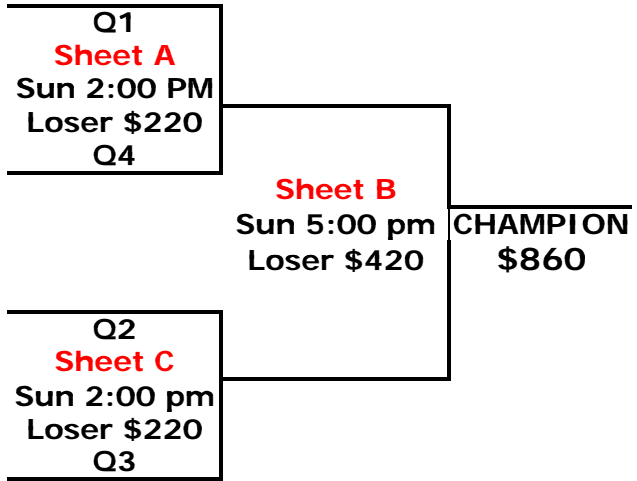 Q1
Sheet A
Sun 2:00 PM
Loser $220
Q4
Sheet B
Sun 5:00 pm
Loser $420
CHAMPION
$860
Q2
Sheet C
Sun 2:00 pm
Loser $220
Q3